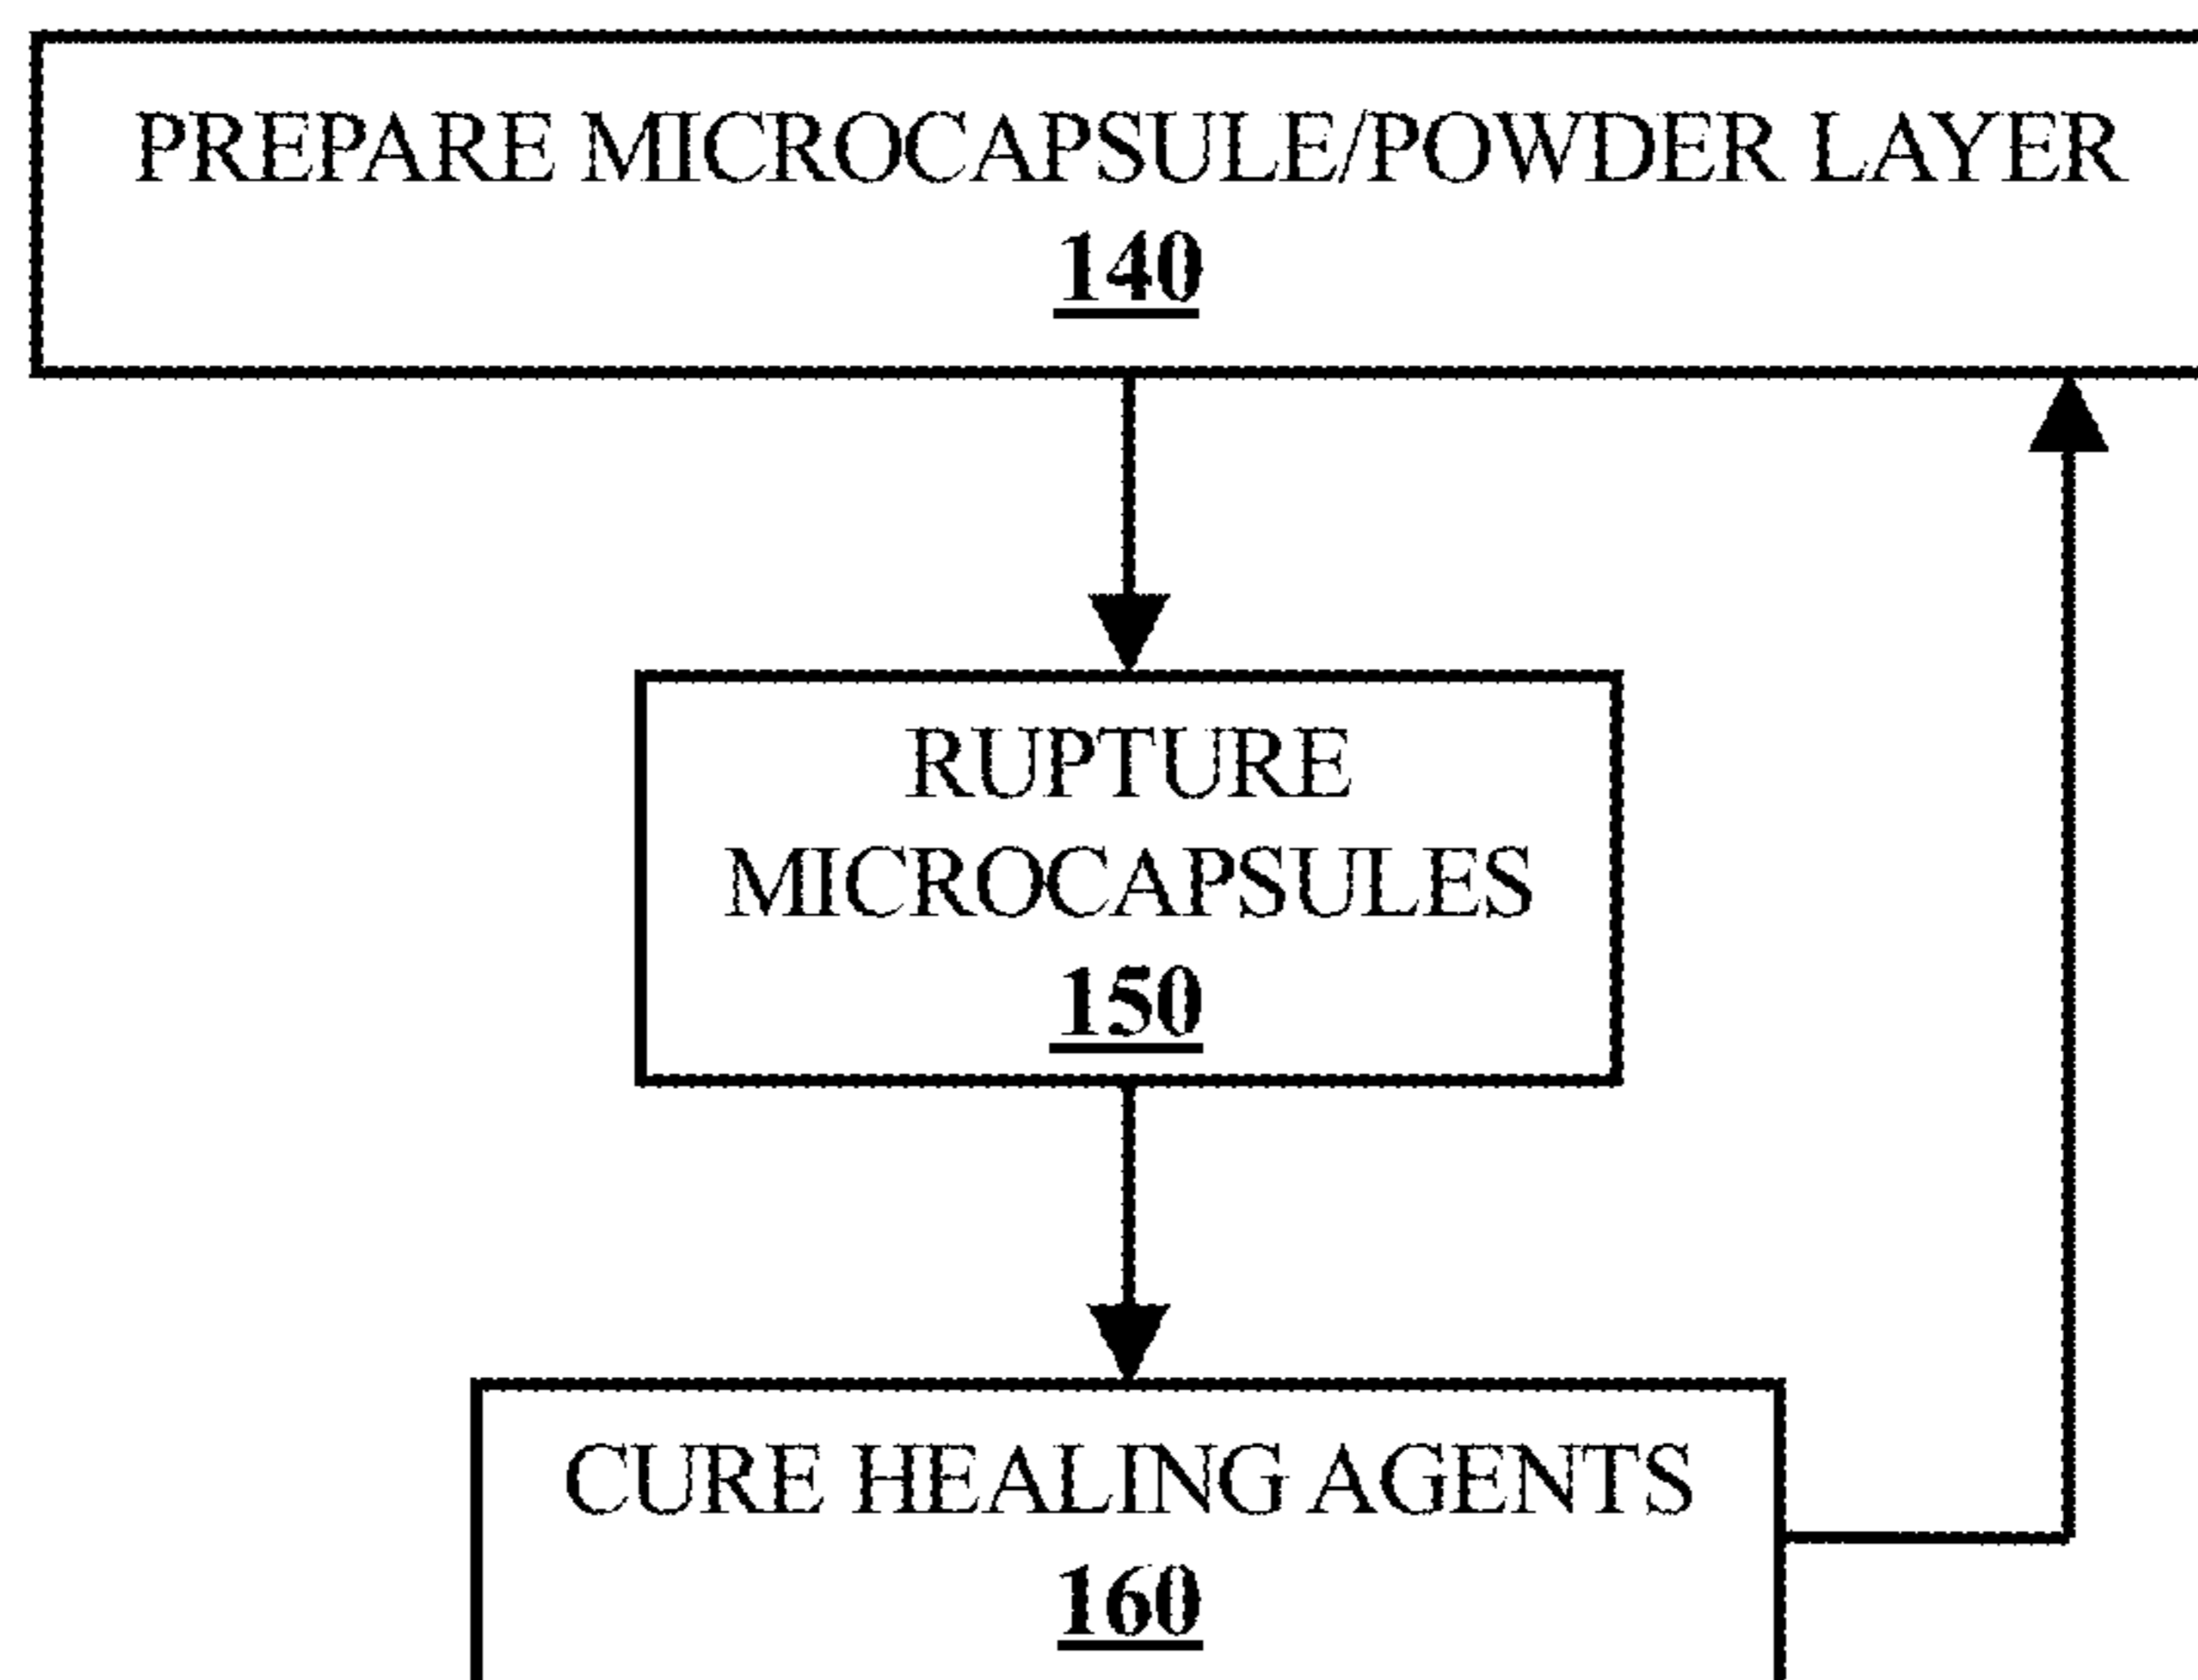 PREPARE MICROCAPSULE/POWDER LAYER
140
RUPTURE
MICROCAPSULES
150
CURE HEALING AGENTS
160